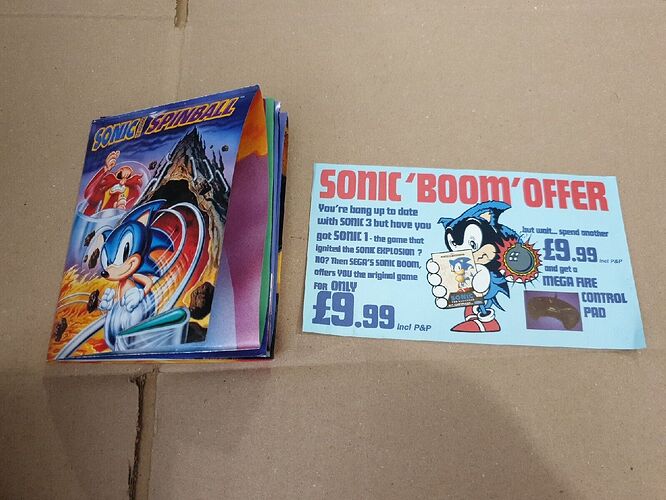 SONIC SPINBALL
SONIC 'BOOM' OFFER
You're bang up to date
with SONIC 3 but have you
got SONIC 1 - the game that
ignited the SONIC EXPLOSION ?
NO? Then SEGA'S SONIC BOOM,
offers YOU the original game
FOR ONLY
£9.99 incl P&P
SONIC
but wait... spend another
£9.99 incl P&P
and get a
MEGA FIRE
CONTROL
PAD